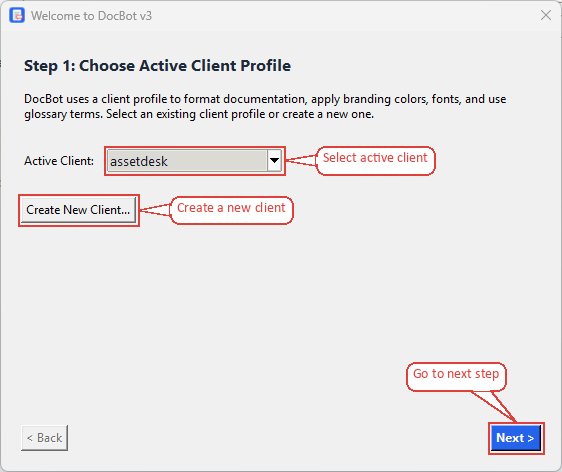 Welcome to DocBot v3
Step 1: Choose Active Client Profile
DocBot uses a client profile to format documentation, apply branding colors, fonts, and use
glossary terms. Select an existing client profile or create a new one.
Active Client:
assetdesk
Select active client
Create New Client...
Create a new client
Go to next step
< Back
Next >